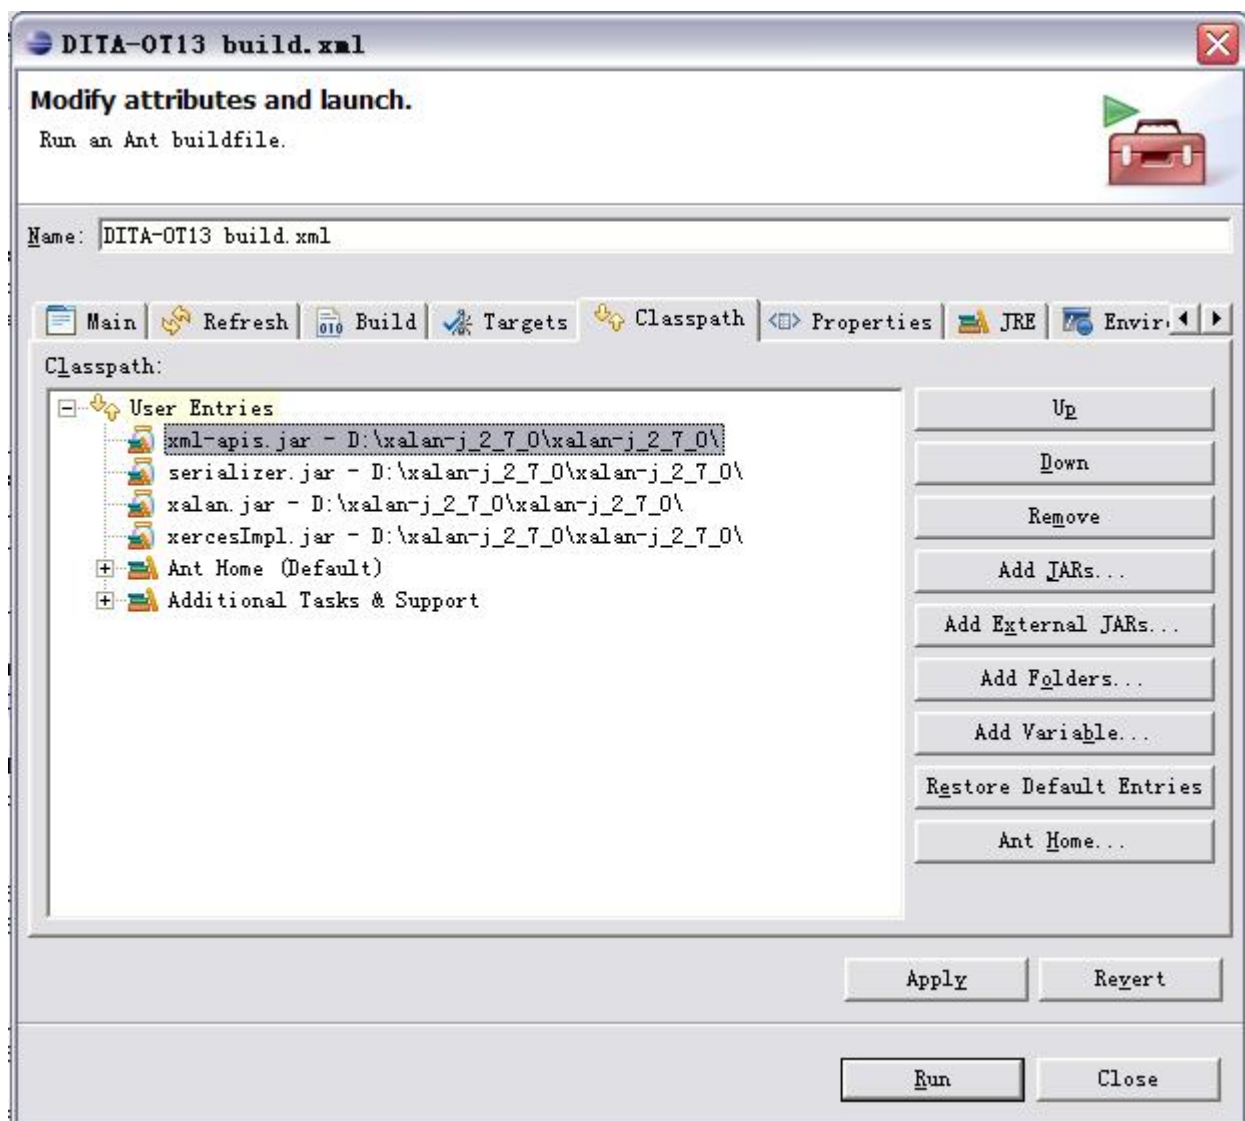 DITA-OT13 build.xml
Modify attributes and launch.
Run an Ant buildfile.
Name: DITA-OT13 build.xml
Main Refresh Build Targets Classpath Properties JRE Envir
Classpath:
User Entries
xml-apis.jar - D:\xalan-j_2_7_0\xalan-j_2_7_0\
serializer.jar - D:\xalan-j_2_7_0\xalan-j_2_7_0\
xalan.jar - D:\xalan-j_2_7_0\xalan-j_2_7_0\
xercesImpl.jar - D:\xalan-j_2_7_0\xalan-j_2_7_0\
Ant Home (Default)
Additional Tasks & Support
Up
Down
Remove
Add JARs...
Add External JARs...
Add Folders...
Add Variable...
Restore Default Entries
Ant Home...
Apply Revert
Run Close